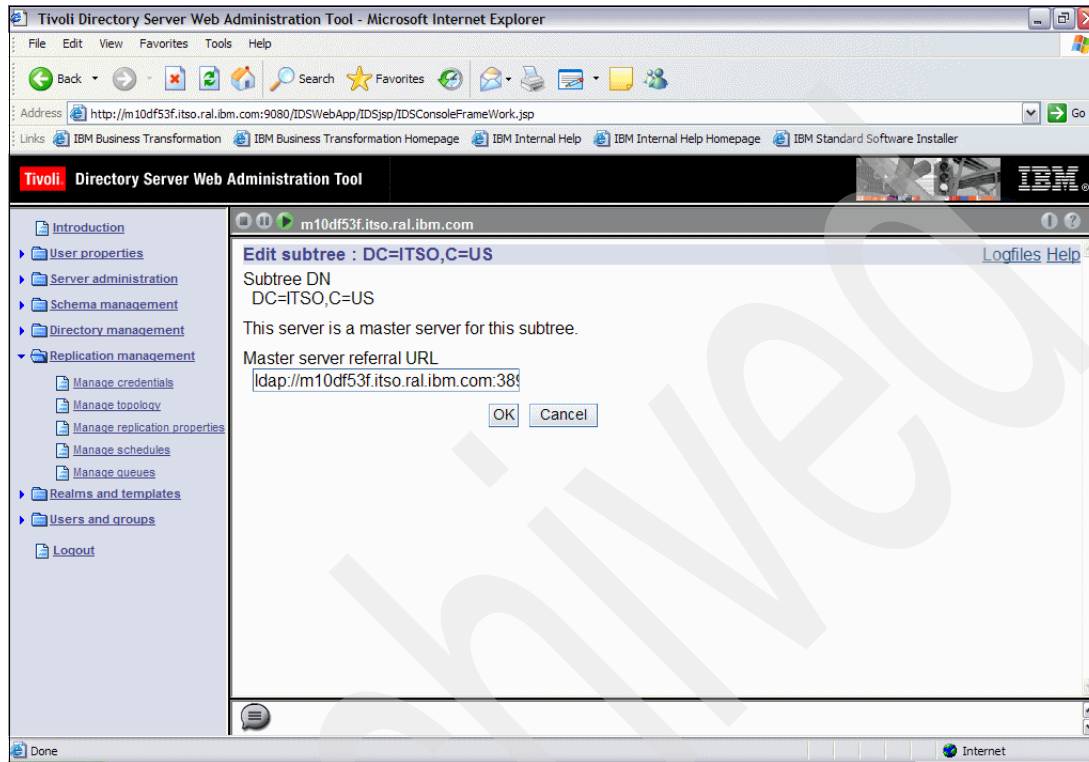 Tivoli Directory Server Web Administration Tool - Microsoft Internet Explorer
File Edit View Favorites Tools Help
Back Search Favorites
Address http://m10df53f.itso.ral.ibm.com:9080/IDSWebApp/IDSjsp/IDSConsoleFrameWork.jsp Go
Links IBM Business Transformation IBM Business Transformation Homepage IBM Internal Help IBM Internal Help Homepage IBM Standard Software Installer
Tivoli. Directory Server Web Administration Tool IBM®
m10df53f.itso.ral.ibm.com
Introduction
User properties
Server administration
Schema management
Directory management
Replication management
Manage credentials
Manage topology
Manage replication properties
Manage schedules
Manage queues
Realms and templates
Users and groups
Logout
Edit subtree : DC=ITSO,C=US Logfiles Help
Subtree DN
DC=ITSO,C=US
This server is a master server for this subtree.
Master server referral URL
ldap://m10df53f.itso.ral.ibm.com:389
OK Cancel
Done Internet